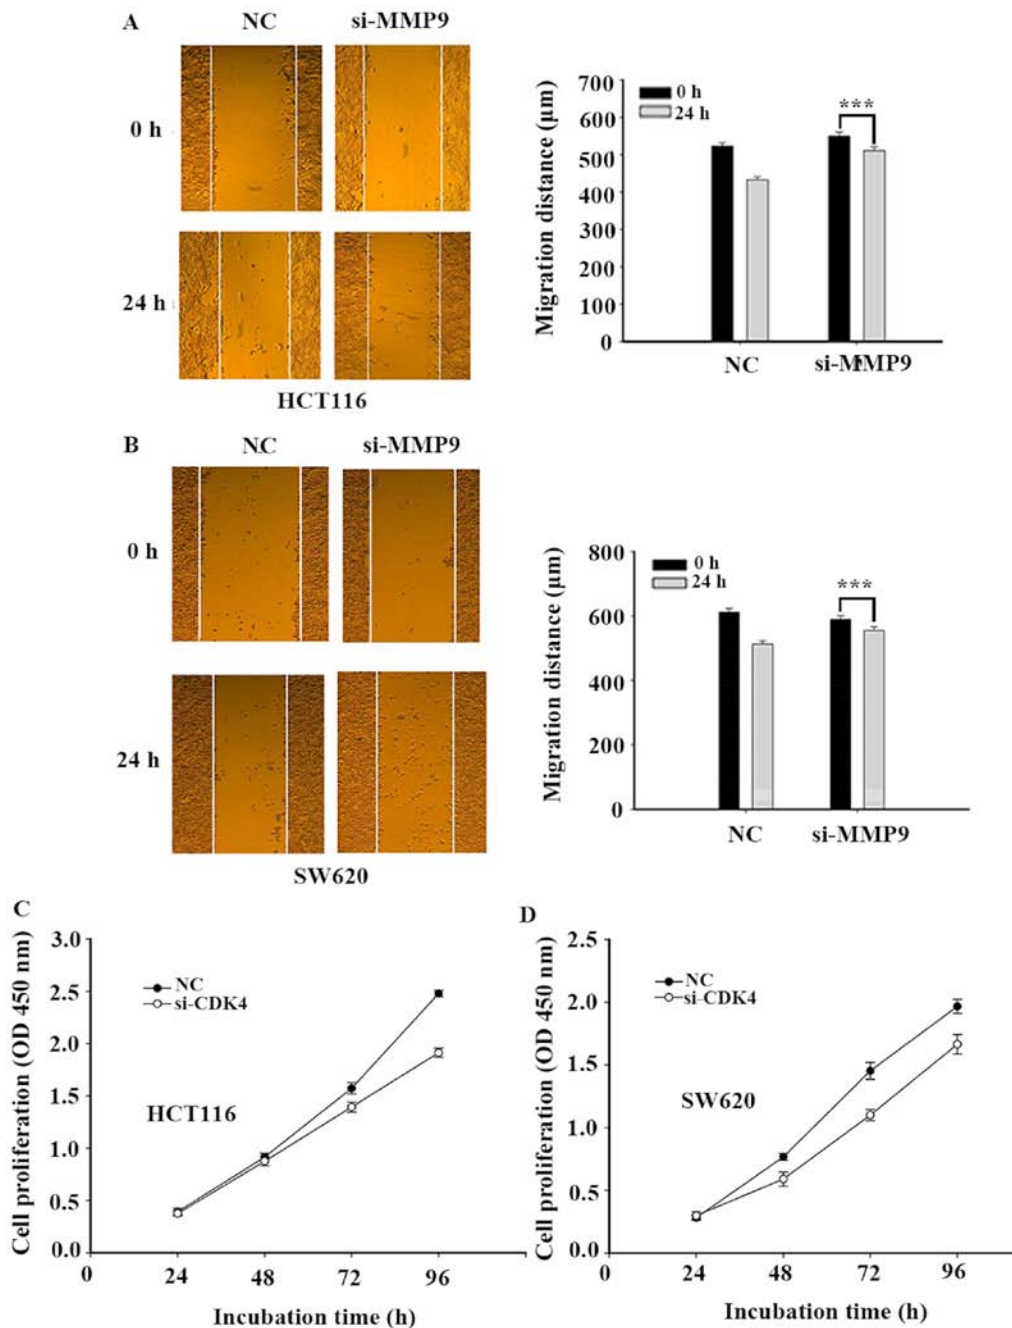 A
NC
si-MMP9
0 h
24 h
HCT116
Migration distance (μm)
700
600
500
400
300
200
100
0
0 h
24 h
***
NC
si-MMP9
B
NC
si-MMP9
0 h
24 h
SW620
Migration distance (μm)
800
600
400
200
0
0 h
24 h
***
NC
si-MMP9
C
Cell proliferation (OD 450 nm)
3.0
2.5
2.0
1.5
1.0
0.5
0.0
NC
si-CDK4
HCT116
0 24 48 72 96
Incubation time (h)
D
Cell proliferation (OD 450 nm)
2.5
2.0
1.5
1.0
0.5
0.0
NC
si-CDK4
SW620
0 24 48 72 96
Incubation time (h)